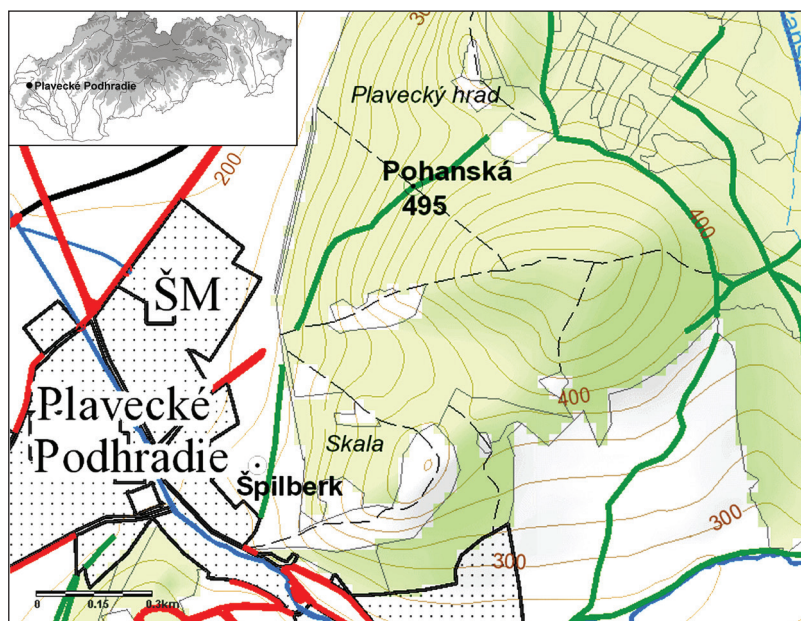 Plavecké Podhradie
300
Plavecký hrad
200
Pohanská
495
400
ŠM
Plavecké
Podhradie
400
Skala
Špilberk
300
300
0 0.15 0.3km